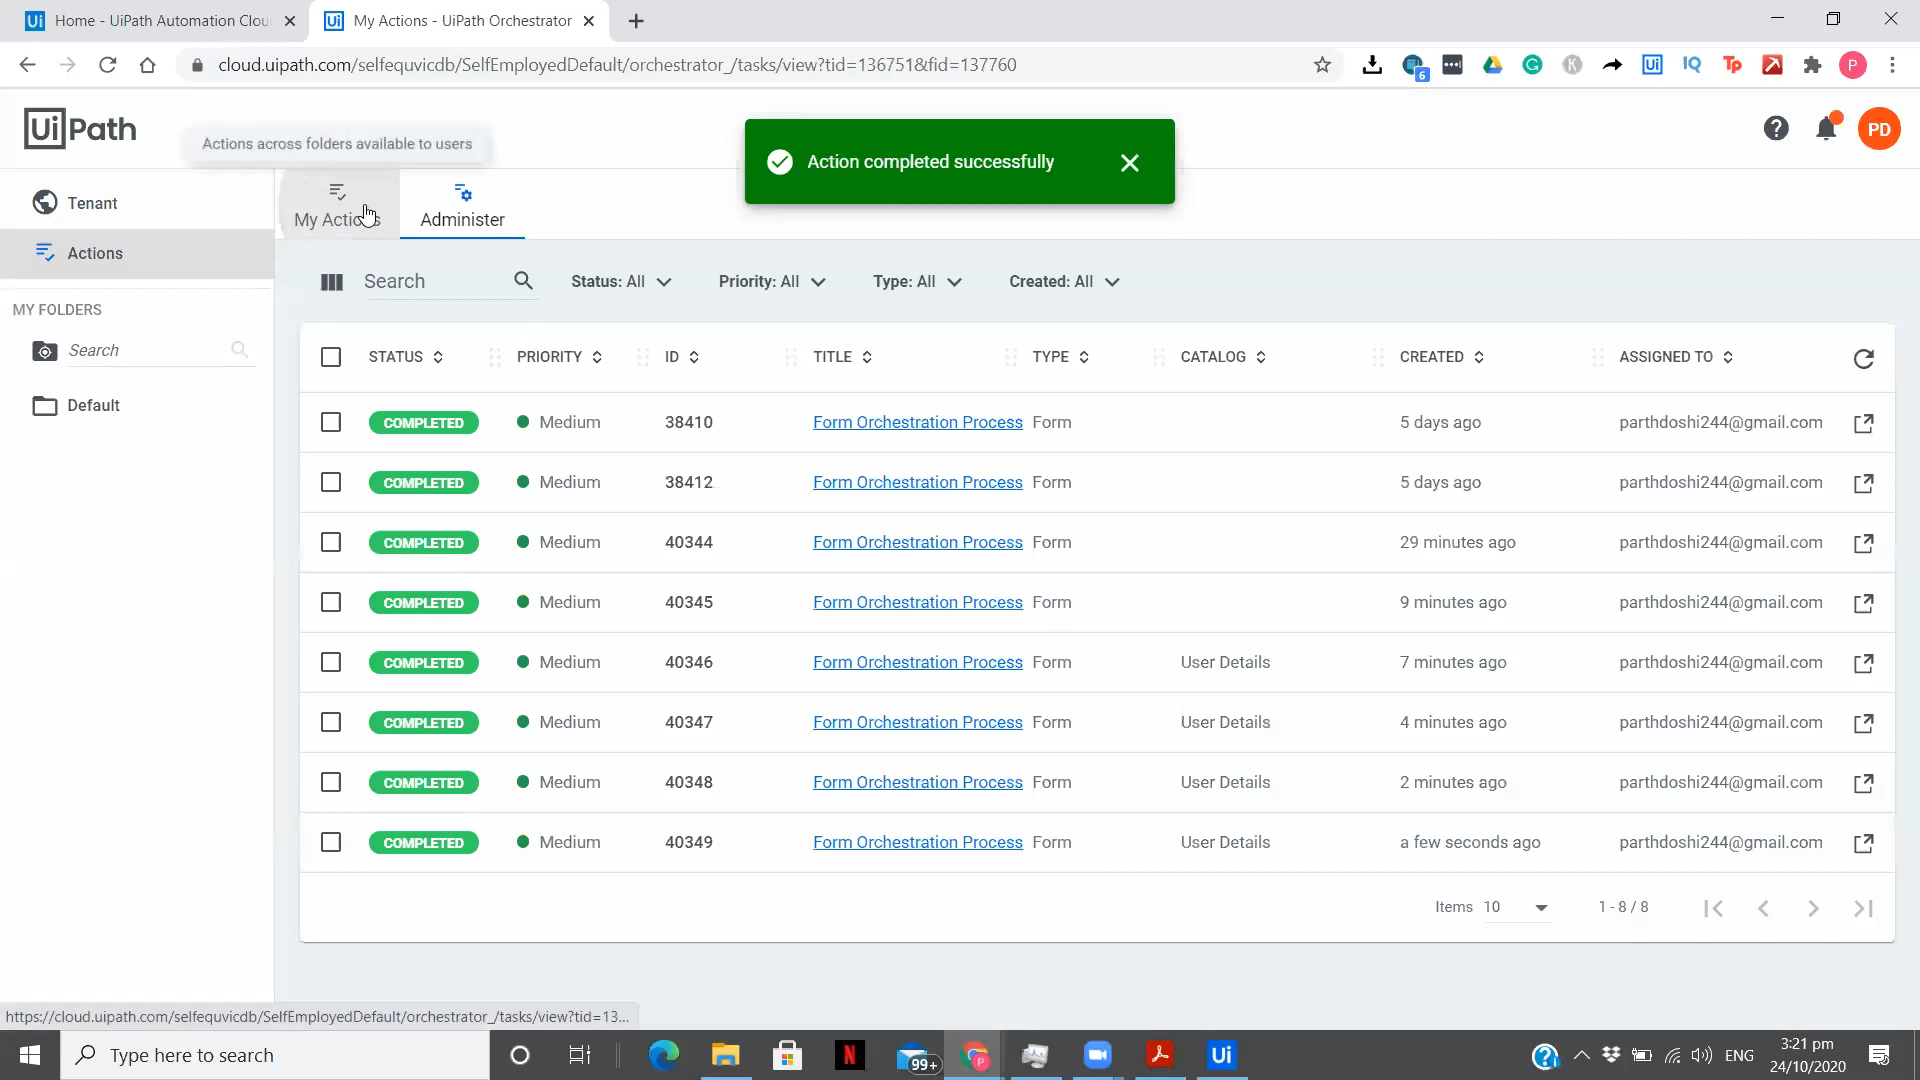 Home - UiPath Automation Clou
My Actions - UiPath Orchestrator
cloud.uipath.com/selfequvicdb/SelfEmployedDefault/orchestrator_/tasks/view?tid=136751&fid=137760
6
Ui Path
Actions across folders available to users
Action completed successfully
PD
Tenant
Actions
MY FOLDERS
Search
Default
My Actions
Administer
Search
Status: All
Priority: All
Type: All
Created: All
STATUS PRIORITY ID TITLE TYPE CATALOG CREATED ASSIGNED TO
COMPLETED Medium 38410 Form Orchestration Process Form 5 days ago parthdoshi244@gmail.com
COMPLETED Medium 38412 Form Orchestration Process Form 5 days ago parthdoshi244@gmail.com
COMPLETED Medium 40344 Form Orchestration Process Form 29 minutes ago parthdoshi244@gmail.com
COMPLETED Medium 40345 Form Orchestration Process Form 9 minutes ago parthdoshi244@gmail.com
COMPLETED Medium 40346 Form Orchestration Process Form User Details 7 minutes ago parthdoshi244@gmail.com
COMPLETED Medium 40347 Form Orchestration Process Form User Details 4 minutes ago parthdoshi244@gmail.com
COMPLETED Medium 40348 Form Orchestration Process Form User Details 2 minutes ago parthdoshi244@gmail.com
COMPLETED Medium 40349 Form Orchestration Process Form User Details a few seconds ago parthdoshi244@gmail.com
Items 10 1 - 8 / 8
https://cloud.uipath.com/selfequvicdb/SelfEmployedDefault/orchestrator_/tasks/view?tid=13...
Type here to search
99+
Ui
ENG
3:21 pm
24/10/2020